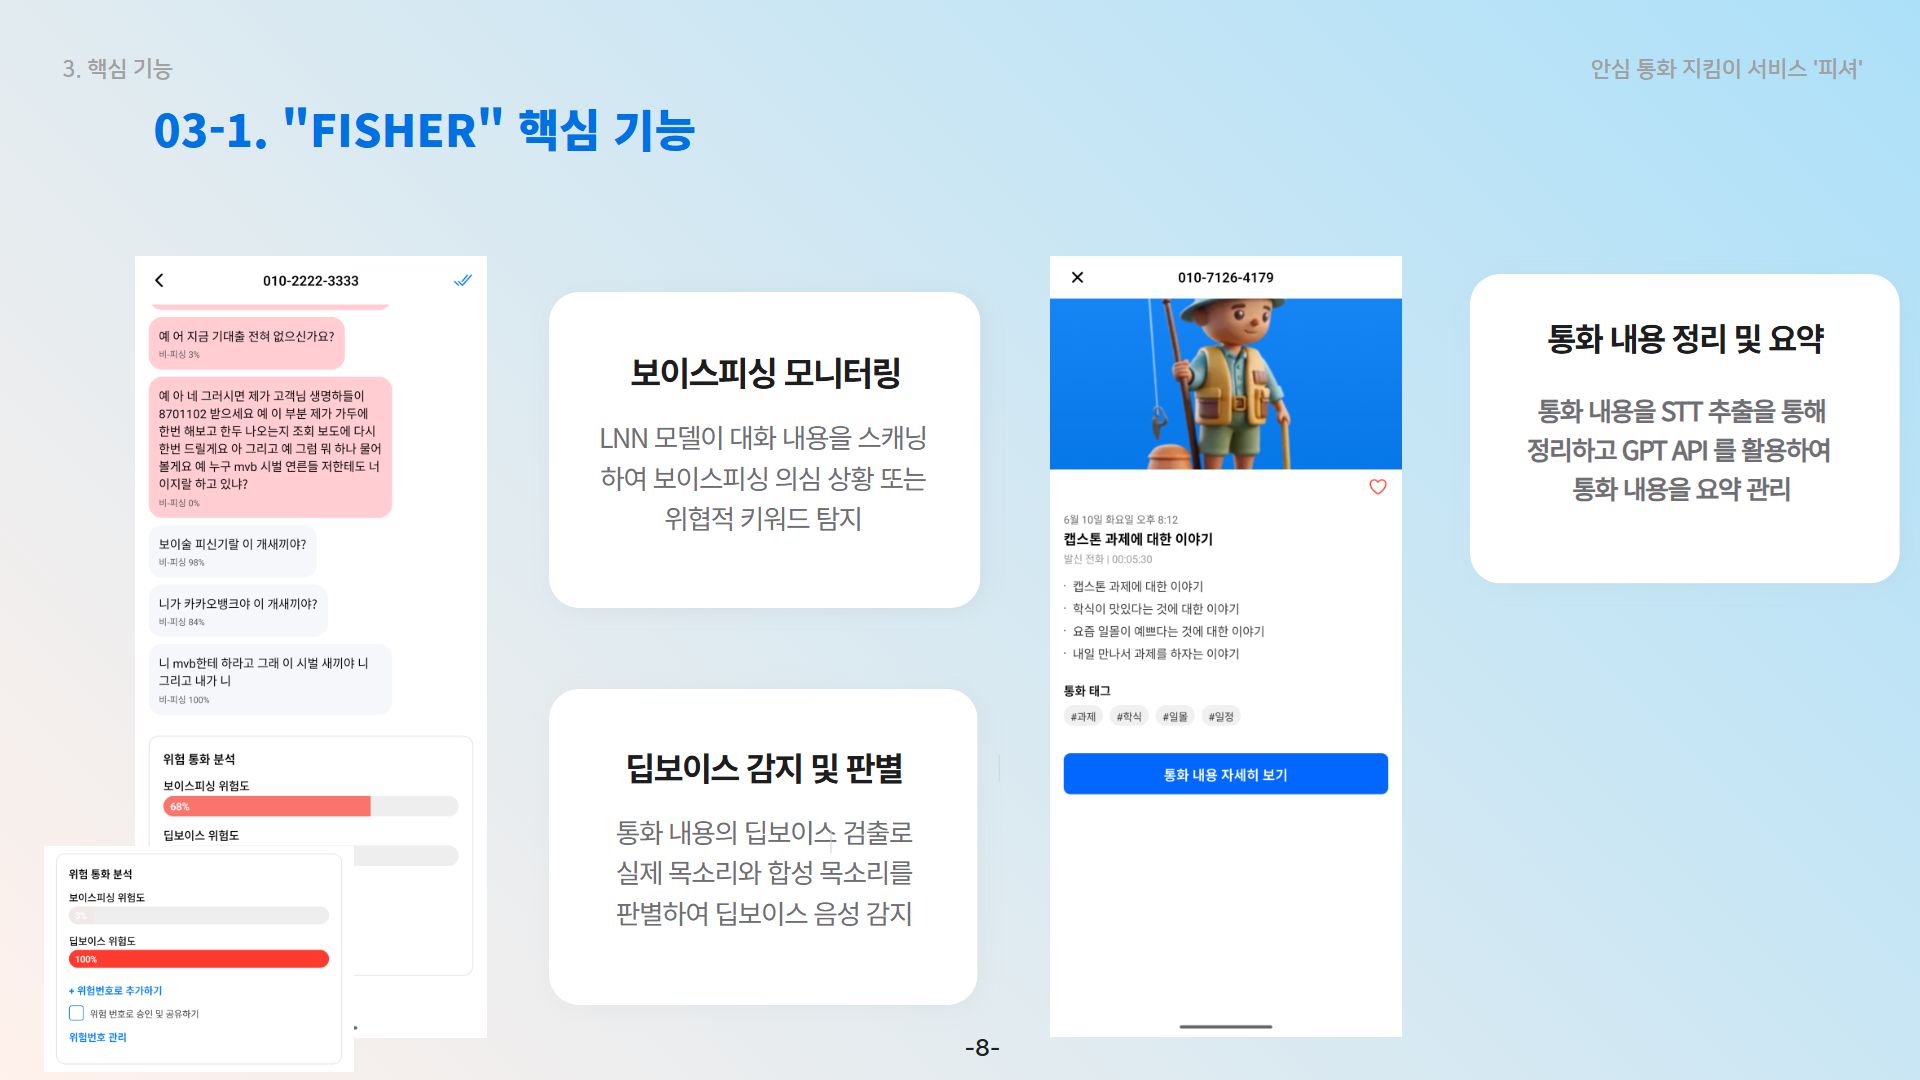 3. 핵심 기능
안심 통화 지킴이 서비스 '피셔'
03-1. "FISHER" 핵심 기능
010-2222-3333
예 어 지금 기대출 전혀 없으신가요?
비-피싱 3%
예 아 네 그러시면 제가 고객님 생명하들이
8701102 받으세요 예 이 부분 제가 가두에
한번 해보고 한두 나오는지 조회 보도에 다시
한번 드릴게요 아 그리고 예 그럼 뭐 하나 물어
볼게요 예 누구 mvb 시벌 연른들 저한테도 너
이지랄 하고 있냐?
비-피싱 0%
보이술 피신기랄 이 개새끼야?
비-피싱 98%
니가 카카오뱅크야 이 개새끼야?
비-피싱 84%
니 mvb한테 하라고 그래 이 시벌 새끼야 니
그리고 내가 니
비-피싱 100%
위험 통화 분석
보이스피싱 위험도
68%
딥보이스 위험도
위험 통화 분석
보이스피싱 위험도
3%
딥보이스 위험도
100%
+ 위험번호로 추가하기
위험 번호로 승인 및 공유하기
위험번호 관리
보이스피싱 모니터링
LNN 모델이 대화 내용을 스캐닝
하여 보이스피싱 의심 상황 또는
위협적 키워드 탐지
딥보이스 감지 및 판별
통화 내용의 딥보이스 검출로
실제 목소리와 합성 목소리를
판별하여 딥보이스 음성 감지
010-7126-4179
6월 10일 화요일 오후 8:12
캡스톤 과제에 대한 이야기
발신 전화 | 00:05:30
· 캡스톤 과제에 대한 이야기
· 학식이 맛있다는 것에 대한 이야기
· 요즘 일몰이 예쁘다는 것에 대한 이야기
· 내일 만나서 과제를 하자는 이야기
통화 태그
#과제 #학식 #일몰 #일정
통화 내용 자세히 보기
통화 내용 정리 및 요약
통화 내용을 STT 추출을 통해
정리하고 GPT API 를 활용하여
통화 내용을 요약 관리
-8-